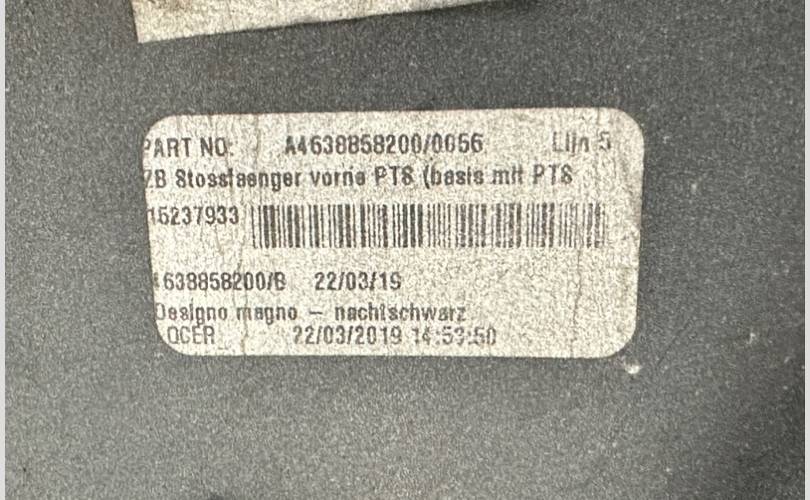 PART NO: A4638858200/0056 Lijn 5
ZB Stossfaenger vorne PTS (basis mit PTS
15237933
4638858200/B 22/03/19
Designo magno – nachtschwarz
QCER_ 22/03/2019 14:53:50